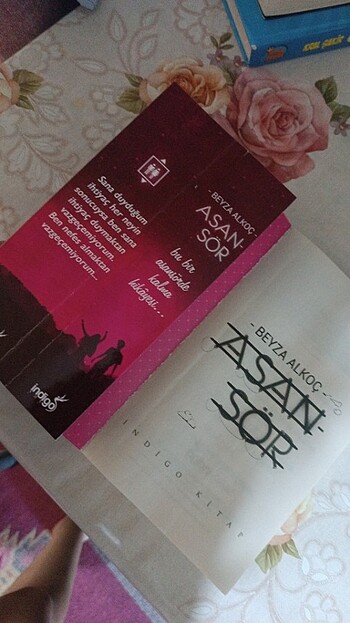 Sana duyduğum
ihtiyaç her neyin
sonucuysa ben sana
ihtiyaç duymaktan
vazgeçemiyorum.
Ben nefes almaktan
vazgeçemiyorum...
indigo
- BEYZA ALKOÇ -
ASAN-
SÖR
bu bir
asansörde
kalma
hikâyesi...
- BEYZA ALKOÇ -
ASAN-
SÖR
İNDİGO KİTAP